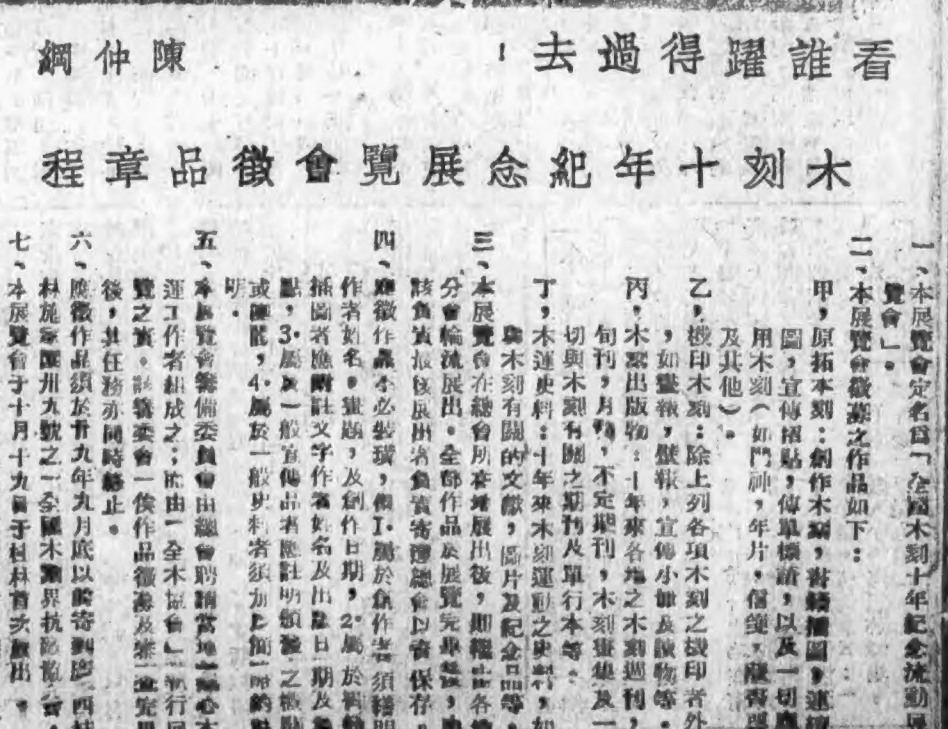 看誰躍得過去！
陳仲綱
木刻十年紀念展覽會徵品章程
一、本展覽會定名爲「全國木刻十年紀念流動展
覽會」。
二、本展覽會徵募之作品如下：
甲，原拓木刻：創作木刻，書籍插圖，連
圖，宣傳招貼，傳單標語，以及一切
用木刻（如門神，年片，信箋，
及其他）。
乙，機印木刻：除上列各項木刻之機印者外
，如畫報，壁報，宣傳小冊及讀物等。
丙，木刻出版物：十年來各地之木刻週刊，
旬刊，月刊，不定期刊，木刻畫集及一
切與木刻有關之期刊及單行本等。
丁，木運史料：十年來木刻運動之史料，如
與木刻有關的文獻，圖片及紀念品等。
三、本展覽會在總會所在地展出後，即
分會輪流展出。全部作品於展覽完畢後，由
該負責最後展出者負責寄還總會以資保存。
四、應徵作品不必裝璜，但1.屬於創作者須
作者姓名。畫題，及創作日期，2.屬於
插圖者應附註文字作者姓名及出版日期及
點，3.屬於一般宣傳品者應註明頒發之
或機關，4.屬於一般史料者須加上簡
明。
五、本展覽會籌備委員會由總會聘請當地
運工作者組成之；由「全木協會」執行
覽之責。籌委會一俟作品徵募及
後，其任務亦同時終止。
六、應徵作品須於廿九年九月底以前寄到
林施家園卅九號之一全國木刻界抗敵協會。
七、本展覽會于十月十九日于桂林首次展出。